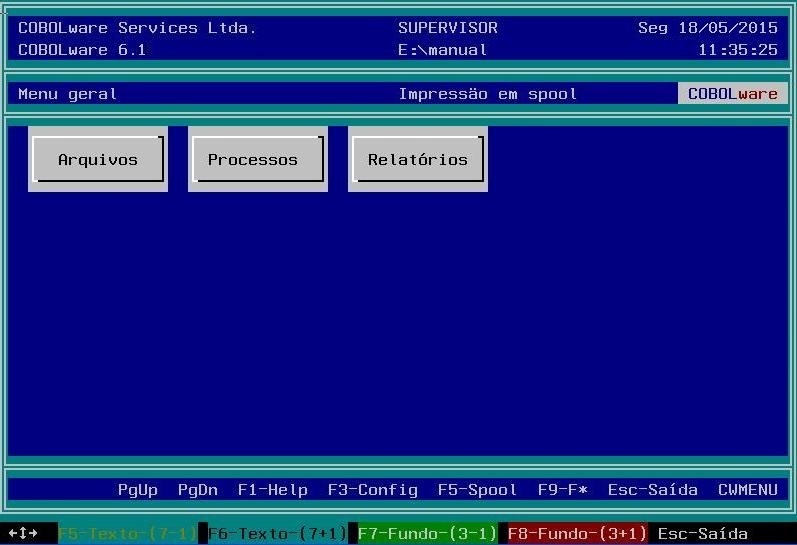 COBOLware Services Ltda. SUPERVISOR Seg 18/05/2015
COBOLware 6.1 E:\manual 11:35:25
Menu geral Impressäo em spool COBOLware
Arquivos Processos Relatórios
PgUp PgDn F1-Help F3-Config F5-Spool F9-F* Esc-Saída CWMENU
F5-Texto-(7-1) F6-Texto-(7+1) F7-Fundo-(3-1) F8-Fundo-(3+1) Esc-Saída